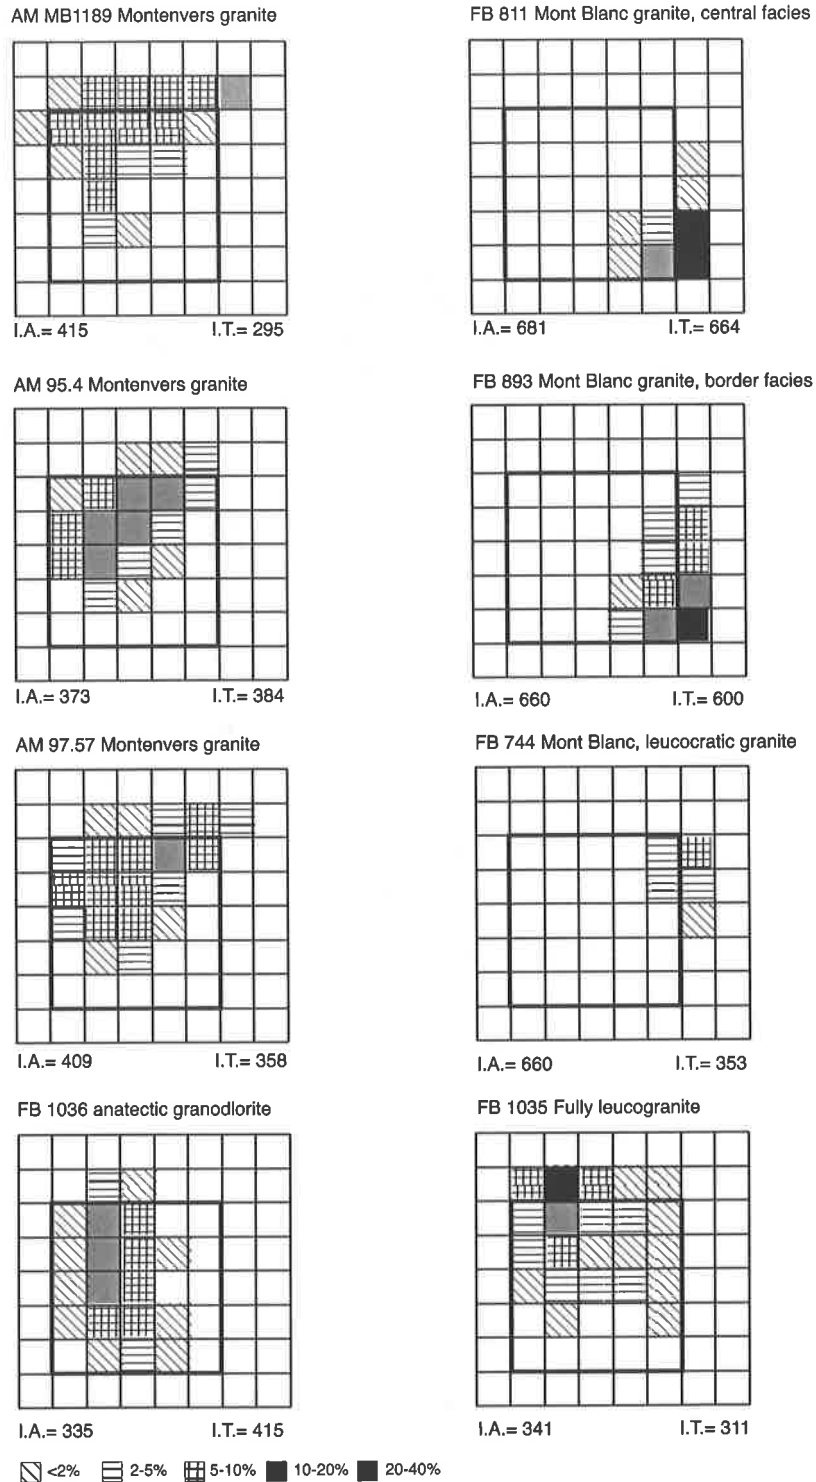 AM MB1189 Montenvers granite
I.A.= 415 I.T.= 295
FB 811 Mont Blanc granite, central facies
I.A.= 681 I.T.= 664
AM 95.4 Montenvers granite
I.A.= 373 I.T.= 384
FB 893 Mont Blanc granite, border facies
I.A.= 660 I.T.= 600
AM 97.57 Montenvers granite
I.A.= 409 I.T.= 358
FB 744 Mont Blanc, leucocratic granite
I.A.= 660 I.T.= 353
FB 1036 anatectic granodiorite
I.A.= 335 I.T.= 415
FB 1035 Fully leucogranite
I.A.= 341 I.T.= 311
<2% 2-5% 5-10% 10-20% 20-40%